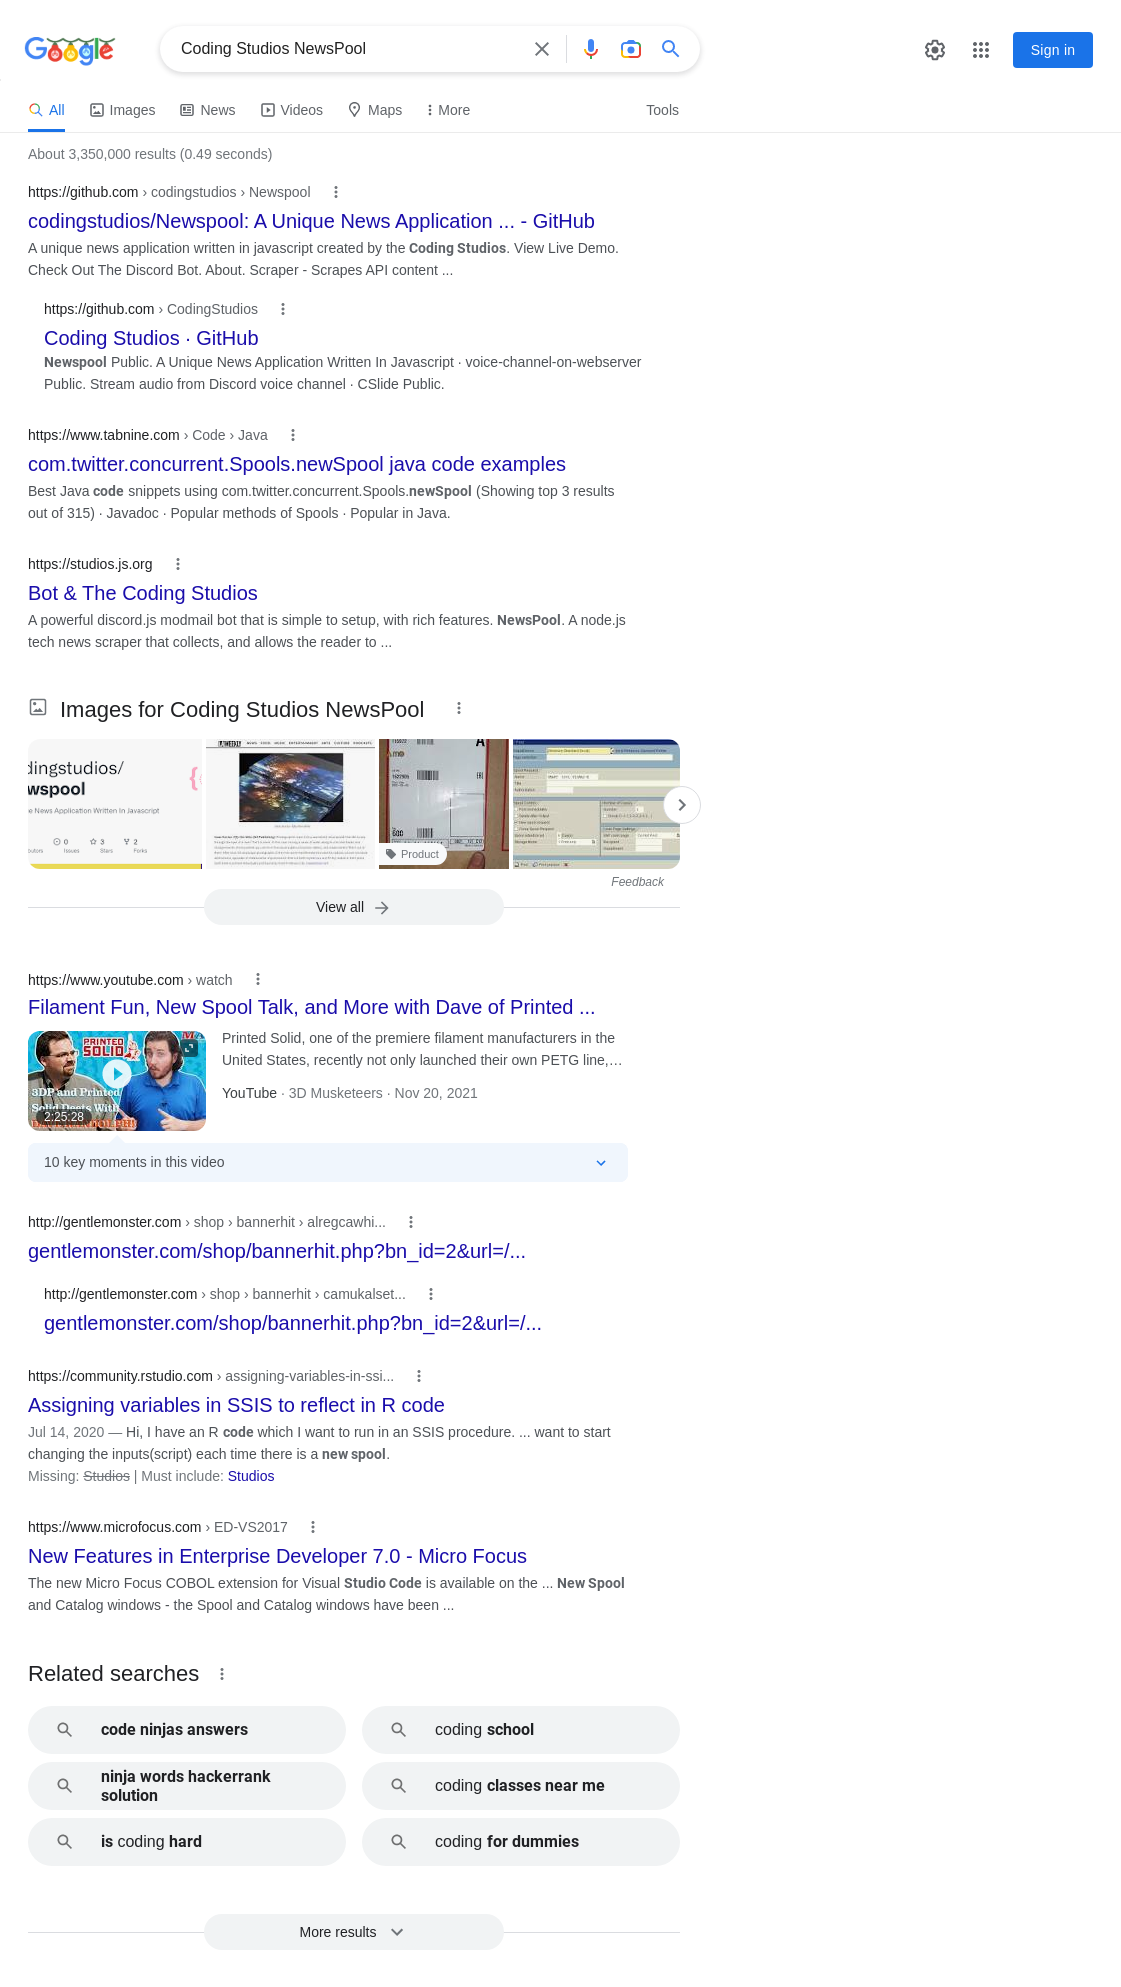 Google
Coding Studios NewsPool
Sign in
All
Images
News
Videos
Maps
More
Tools
About 3,350,000 results (0.49 seconds)
https://github.com › codingstudios › Newspool
codingstudios/Newspool: A Unique News Application ... - GitHub
A unique news application written in javascript created by the Coding Studios. View Live Demo.
Check Out The Discord Bot. About. Scraper - Scrapes API content ...
https://github.com › CodingStudios
Coding Studios · GitHub
Newspool Public. A Unique News Application Written In Javascript · voice-channel-on-webserver
Public. Stream audio from Discord voice channel · CSlide Public.
https://www.tabnine.com › Code › Java
com.twitter.concurrent.Spools.newSpool java code examples
Best Java code snippets using com.twitter.concurrent.Spools.newSpool (Showing top 3 results
out of 315) · Javadoc · Popular methods of Spools · Popular in Java.
https://studios.js.org
Bot & The Coding Studios
A powerful discord.js modmail bot that is simple to setup, with rich features. NewsPool. A node.js
tech news scraper that collects, and allows the reader to ...
Images for Coding Studios NewsPool
dingstudios/
wspool
e News Application Written In Javascript
0
3
2
utors
Issues
Stars
Forks
Product
Feedback
View all
https://www.youtube.com › watch
Filament Fun, New Spool Talk, and More with Dave of Printed ...
PRINTED
SOLID
3DP and Printed
Solid Deets With
2:25:28
Printed Solid, one of the premiere filament manufacturers in the
United States, recently not only launched their own PETG line,…
YouTube · 3D Musketeers · Nov 20, 2021
10 key moments in this video
http://gentlemonster.com › shop › bannerhit › alregcawhi...
gentlemonster.com/shop/bannerhit.php?bn_id=2&url=/...
http://gentlemonster.com › shop › bannerhit › camukalset...
gentlemonster.com/shop/bannerhit.php?bn_id=2&url=/...
https://community.rstudio.com › assigning-variables-in-ssi...
Assigning variables in SSIS to reflect in R code
Jul 14, 2020 — Hi, I have an R code which I want to run in an SSIS procedure. ... want to start
changing the inputs(script) each time there is a new spool.
Missing: Studios | Must include: Studios
https://www.microfocus.com › ED-VS2017
New Features in Enterprise Developer 7.0 - Micro Focus
The new Micro Focus COBOL extension for Visual Studio Code is available on the ... New Spool
and Catalog windows - the Spool and Catalog windows have been ...
Related searches
code ninjas answers
coding school
ninja words hackerrank
solution
coding classes near me
is coding hard
coding for dummies
More results